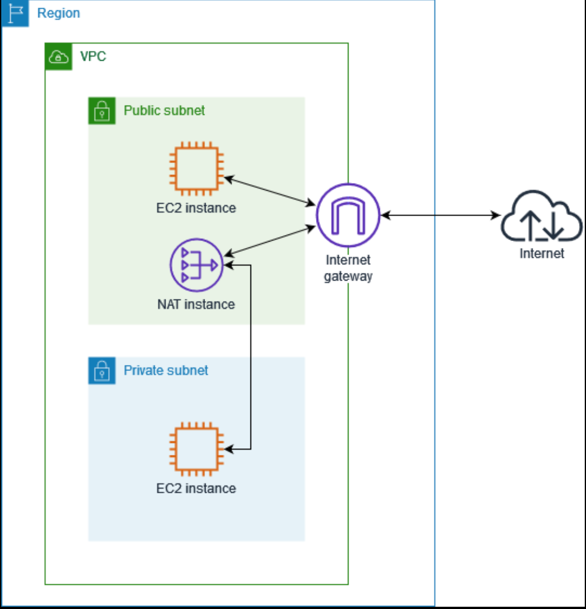 Region
VPC
Public subnet
EC2 instance
NAT instance
Internet
gateway
Internet
Private subnet
EC2 instance